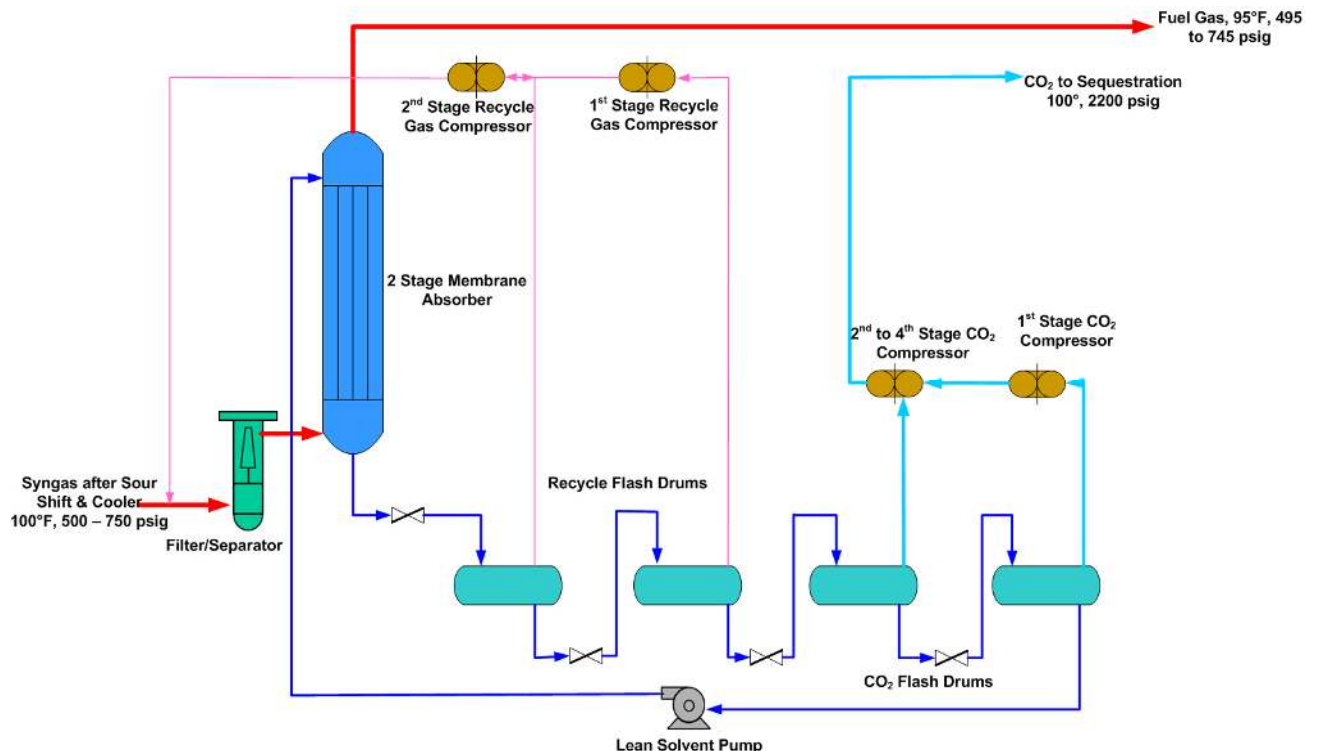 Fuel Gas, 95°F, 495
to 745 psig
CO₂ to Sequestration
100°, 2200 psig
2ⁿᵈ Stage Recycle
Gas Compressor
1ˢᵗ Stage Recycle
Gas Compressor
2 Stage Membrane
Absorber
2ⁿᵈ to 4ᵗʰ Stage CO₂
Compressor
1ˢᵗ Stage CO₂
Compressor
Syngas after Sour
Shift & Cooler
100°F, 500 – 750 psig
Filter/Separator
Recycle Flash Drums
CO₂ Flash Drums
Lean Solvent Pump